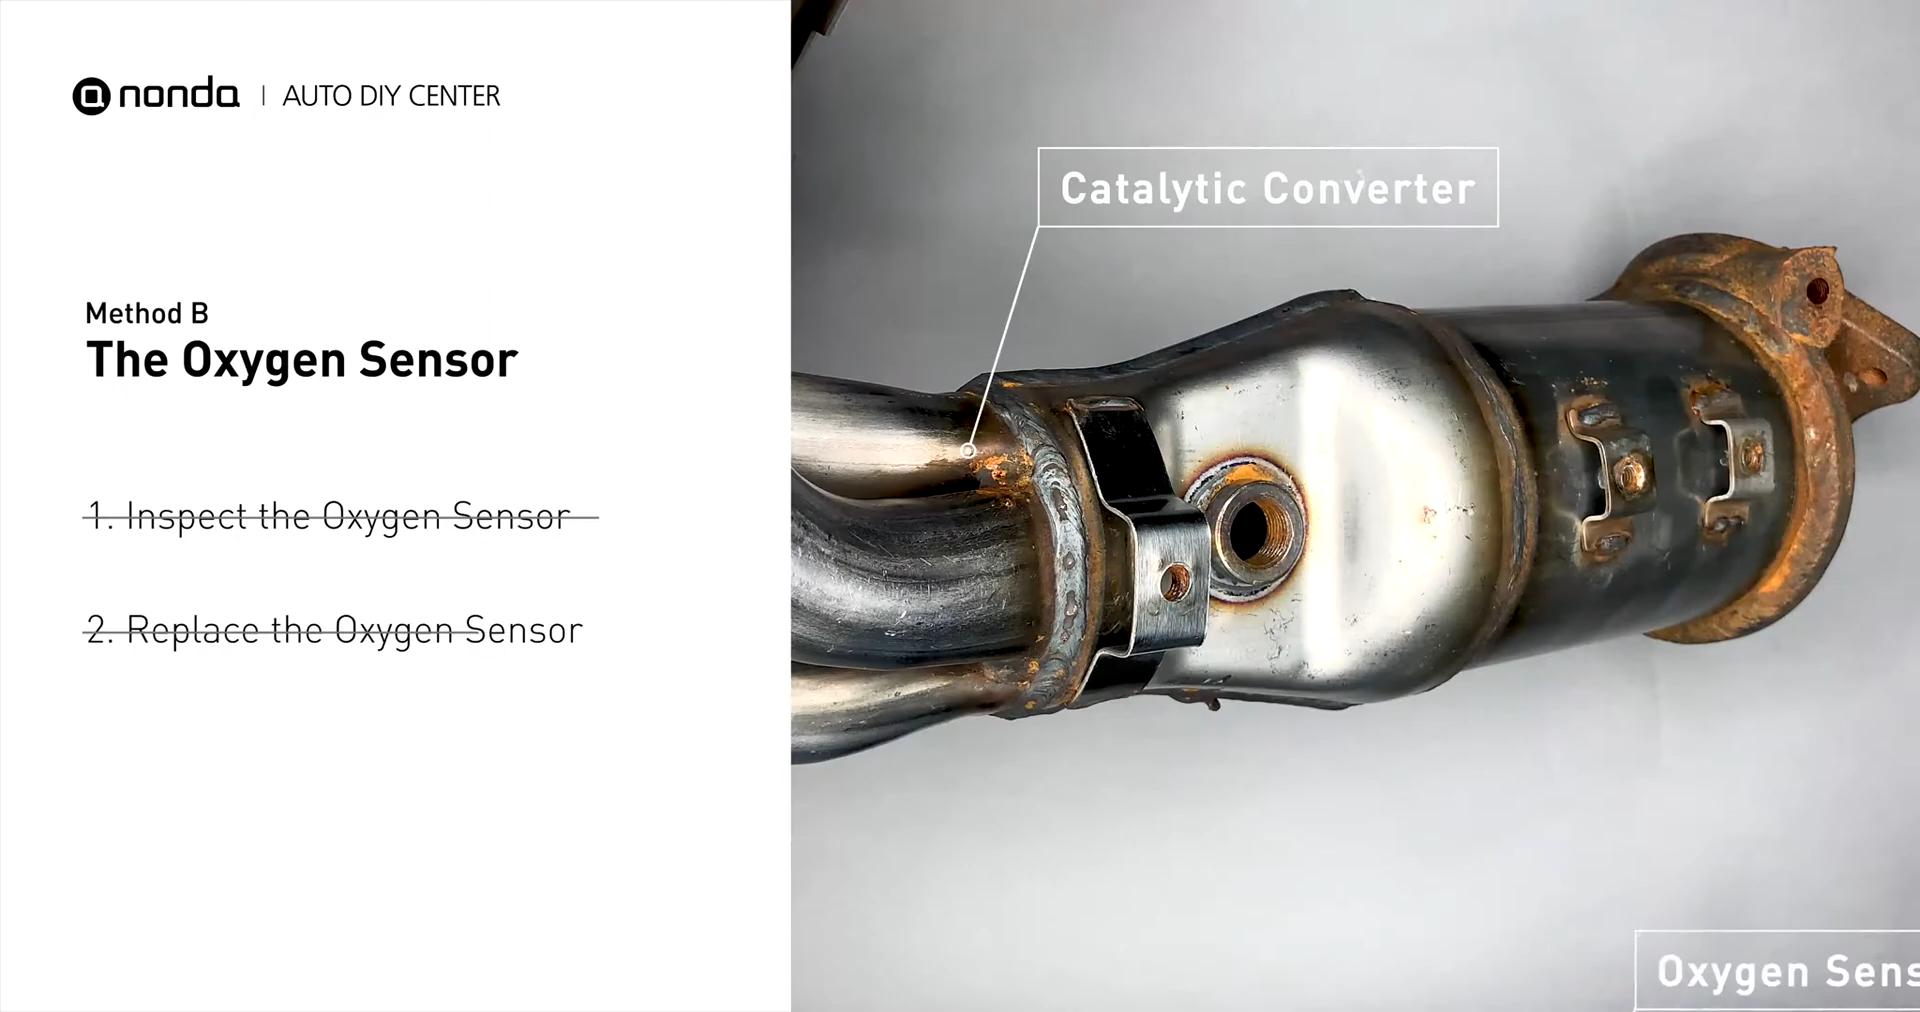 nonda | AUTO DIY CENTER
Method B
The Oxygen Sensor
1. Inspect the Oxygen Sensor
2. Replace the Oxygen Sensor
Catalytic Converter
Oxygen Sens